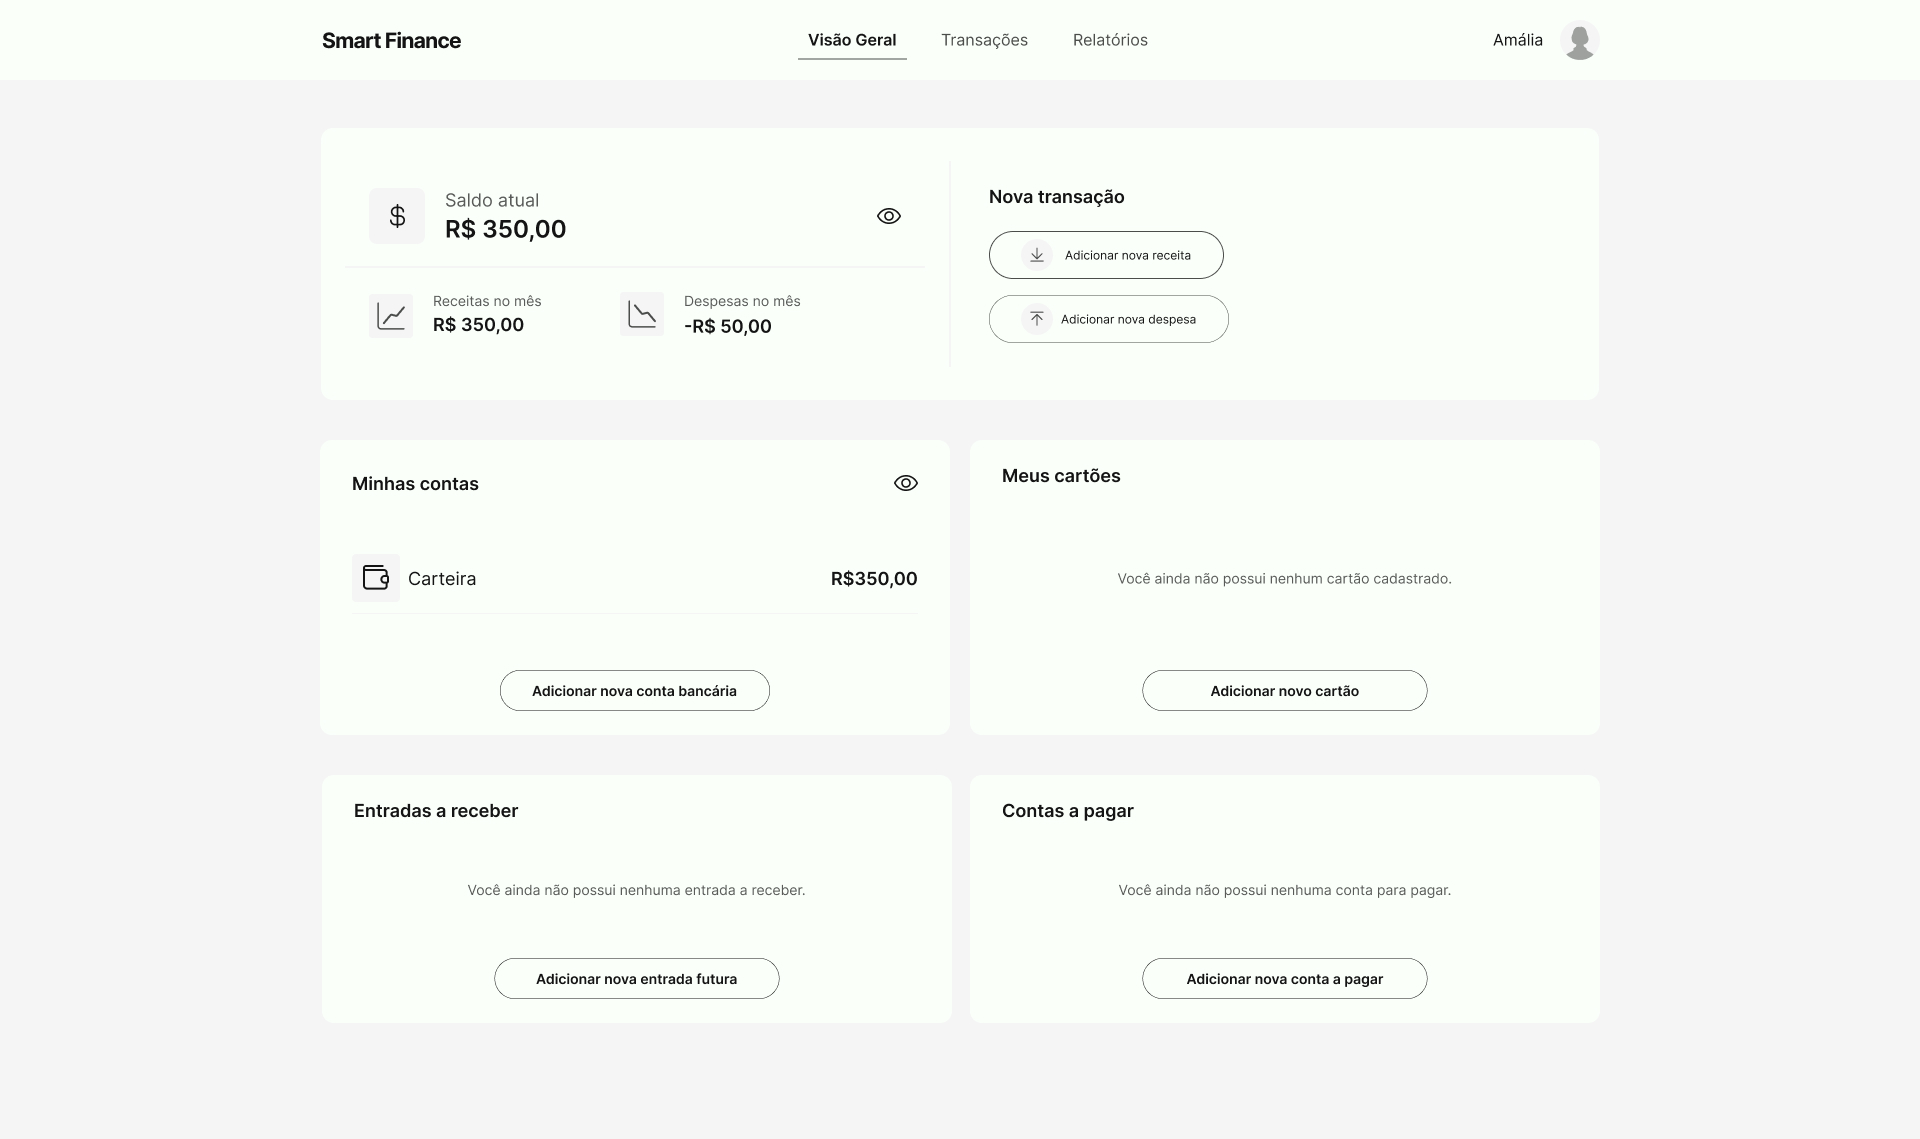 Smart Finance
Visão Geral
Transações
Relatórios
Amália
$
Saldo atual
R$ 350,00
Receitas no mês
R$ 350,00
Despesas no mês
-R$ 50,00
Nova transação
Adicionar nova receita
Adicionar nova despesa
Minhas contas
Carteira
R$350,00
Adicionar nova conta bancária
Meus cartões
Você ainda não possui nenhum cartão cadastrado.
Adicionar novo cartão
Entradas a receber
Você ainda não possui nenhuma entrada a receber.
Adicionar nova entrada futura
Contas a pagar
Você ainda não possui nenhuma conta para pagar.
Adicionar nova conta a pagar